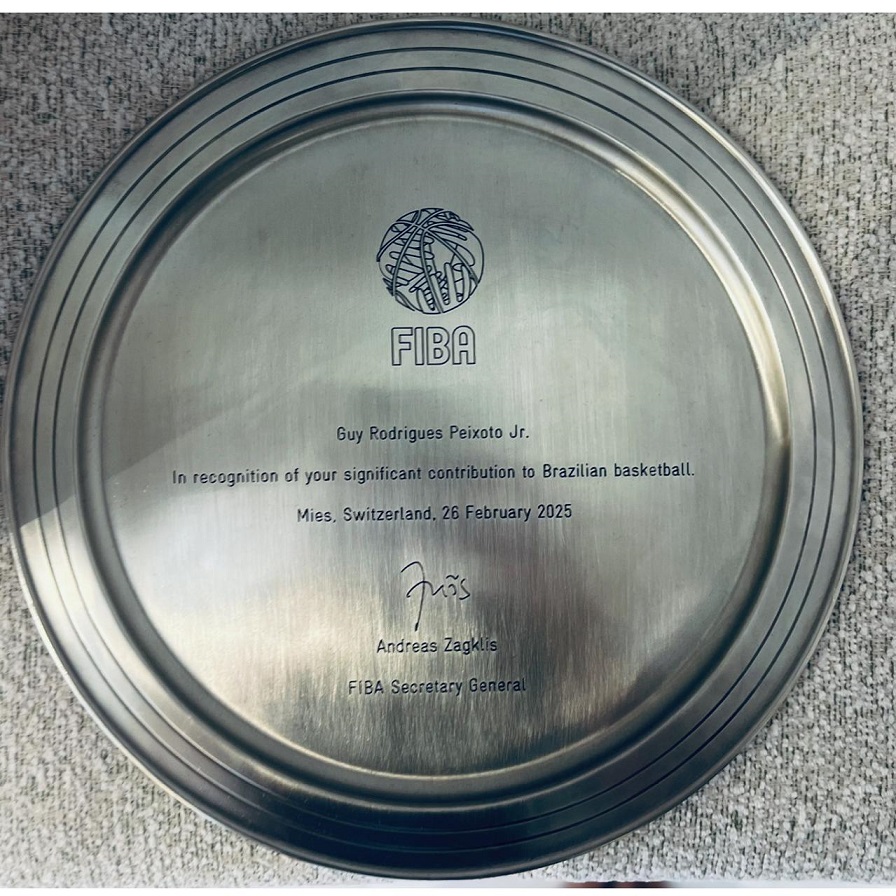 FIBA
Guy Rodrigues Peixoto Jr.
In recognition of your significant contribution to Brazilian basketball.
Mies, Switzerland, 26 February 2025
Andreas Zagklis
FIBA Secretary General